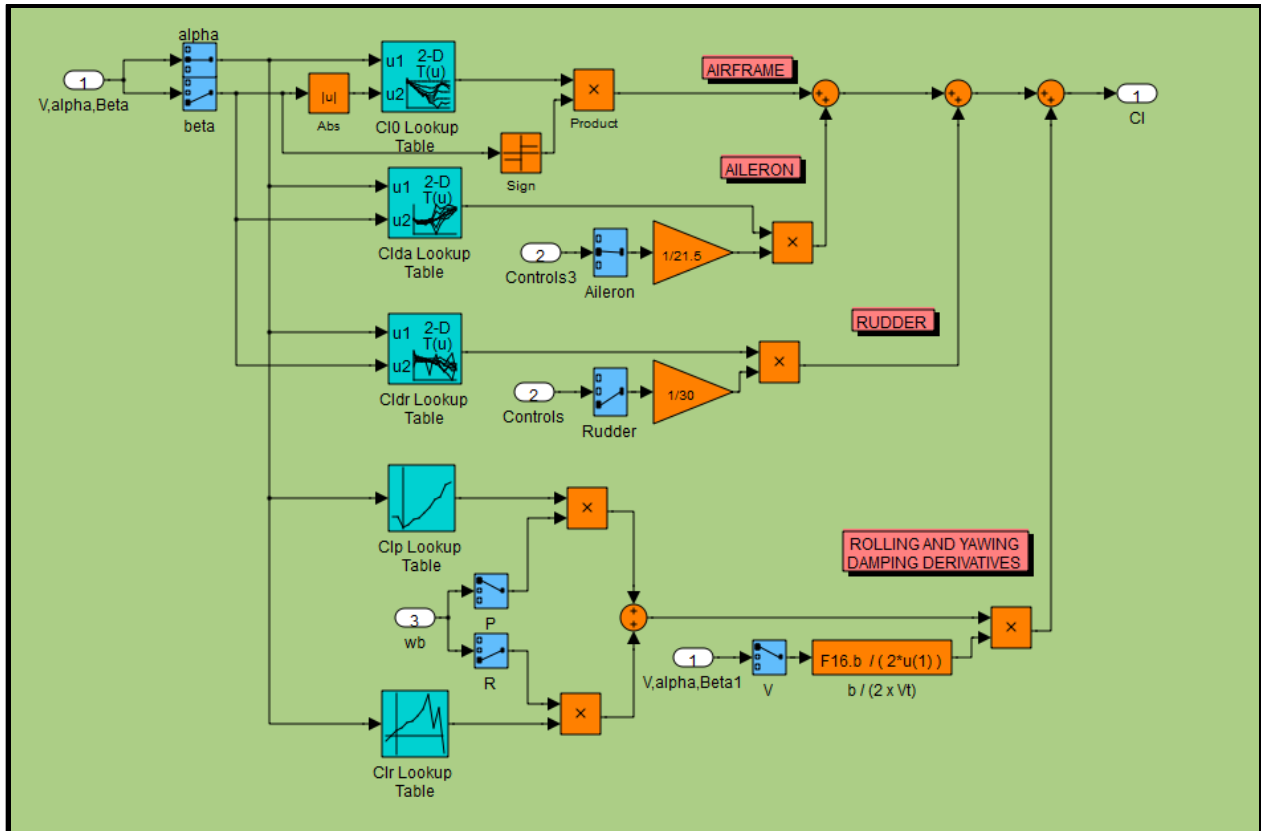 alpha
1
V,alpha,Beta
beta
|u|
Abs
u1
u2
2-D
T(u)
Cl0 Lookup
Table
×
Product
Sign
AIRFRAME
1
Cl
u1
u2
2-D
T(u)
Clda Lookup
Table
AILERON
2
Controls3
Aileron
1/21.5
×
u1
u2
2-D
T(u)
Cldr Lookup
Table
RUDDER
2
Controls
Rudder
1/30
×
Clp Lookup
Table
×
3
wb
P
R
ROLLING AND YAWING
DAMPING DERIVATIVES
1
V,alpha,Beta1
V
F16.b / ( 2*u(1) )
b / (2 x Vt)
×
Clr Lookup
Table
×
+
+
+
+
+
+
+
+